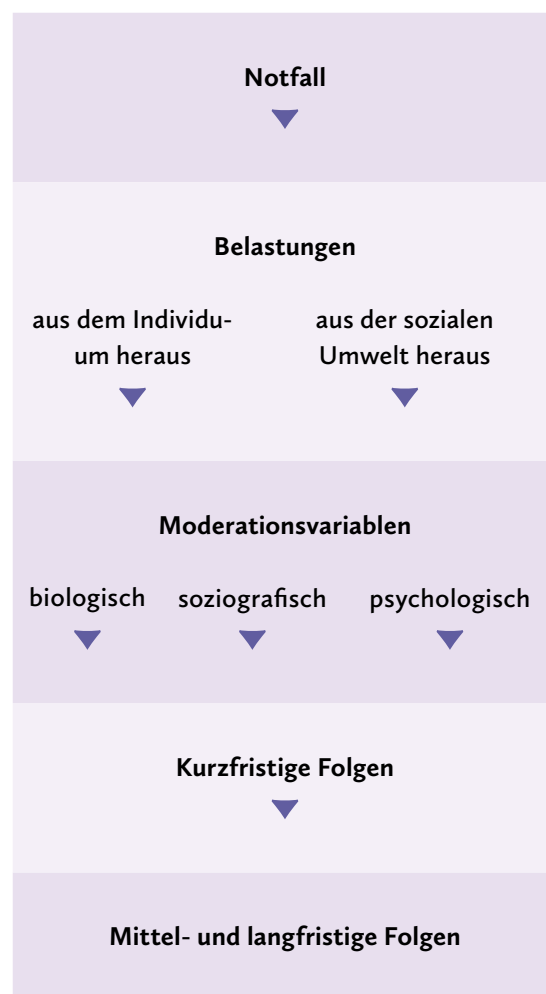 Notfall
Belastungen
aus dem Individu-
um heraus
aus der sozialen
Umwelt heraus
Moderationsvariablen
biologisch soziografisch psychologisch
Kurzfristige Folgen
Mittel- und langfristige Folgen